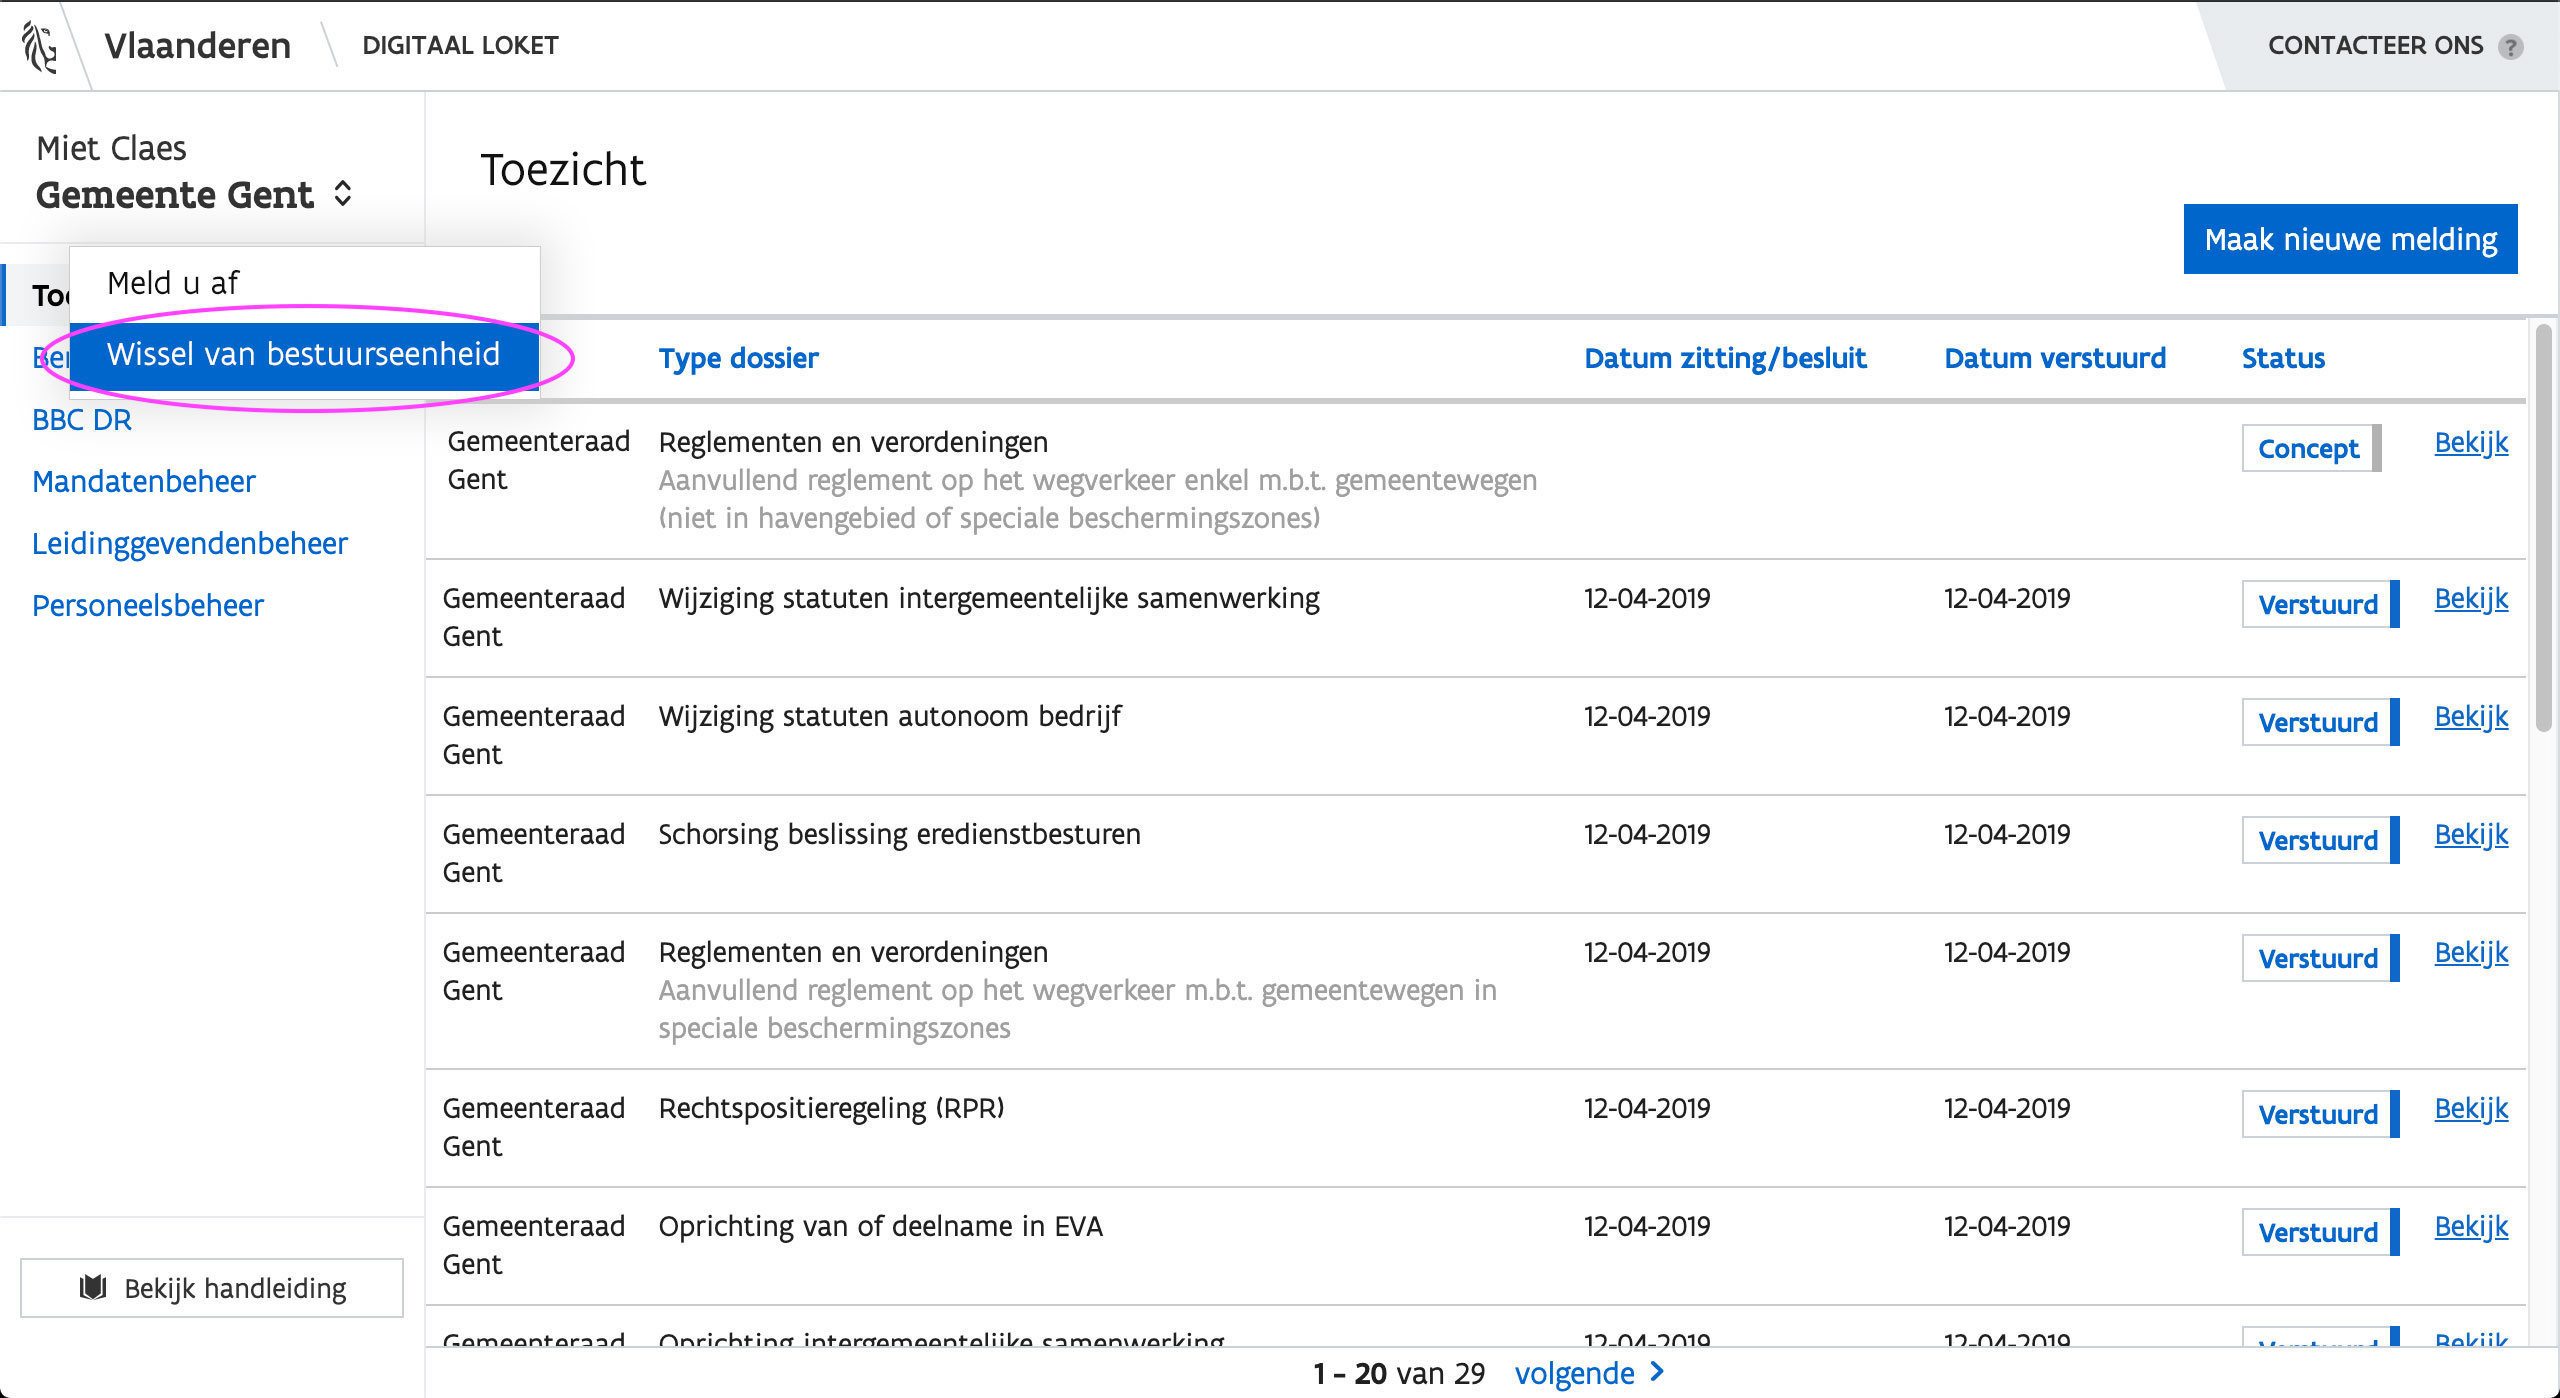 Vlaanderen
DIGITAAL LOKET
CONTACTEER ONS ?
Miet Claes
Gemeente Gent
Toezicht
Maak nieuwe melding
Meld u af
Wissel van bestuurseenheid
BBC DR
Mandatenbeheer
Leidinggevendenbeheer
Personeelsbeheer
Type dossier
Datum zitting/besluit
Datum verstuurd
Status
Gemeenteraad
Gent
Reglementen en verordeningen
Aanvullend reglement op het wegverkeer enkel m.b.t. gemeentewegen
(niet in havengebied of speciale beschermingszones)
Concept
Bekijk
Gemeenteraad
Gent
Wijziging statuten intergemeentelijke samenwerking
12-04-2019
12-04-2019
Verstuurd
Bekijk
Gemeenteraad
Gent
Wijziging statuten autonoom bedrijf
12-04-2019
12-04-2019
Verstuurd
Bekijk
Gemeenteraad
Gent
Schorsing beslissing eredienstbesturen
12-04-2019
12-04-2019
Verstuurd
Bekijk
Gemeenteraad
Gent
Reglementen en verordeningen
Aanvullend reglement op het wegverkeer m.b.t. gemeentewegen in
speciale beschermingszones
12-04-2019
12-04-2019
Verstuurd
Bekijk
Gemeenteraad
Gent
Rechtspositieregeling (RPR)
12-04-2019
12-04-2019
Verstuurd
Bekijk
Gemeenteraad
Gent
Oprichting van of deelname in EVA
12-04-2019
12-04-2019
Verstuurd
Bekijk
Gemeenteraad
Oprichting intergemeentelijke samenwerking
12-04-2019
12-04-2019
Verstuurd
Bekijk
Bekijk handleiding
1 - 20 van 29
volgende